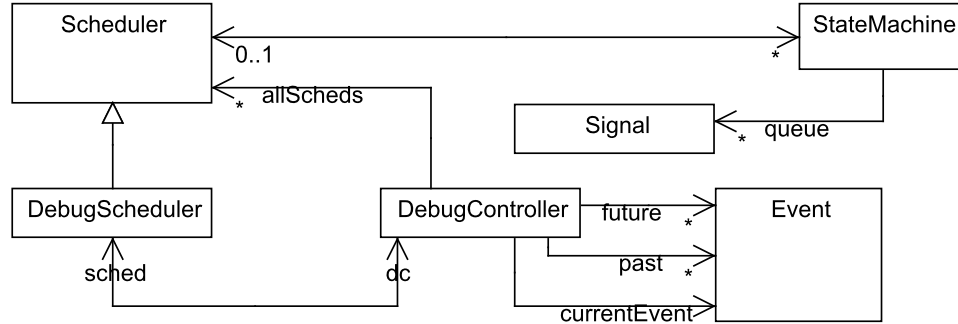 Scheduler
StateMachine
0..1
*
* allScheds
Signal
* queue
DebugScheduler
DebugController
future
*
Event
past
*
sched
dc
currentEvent